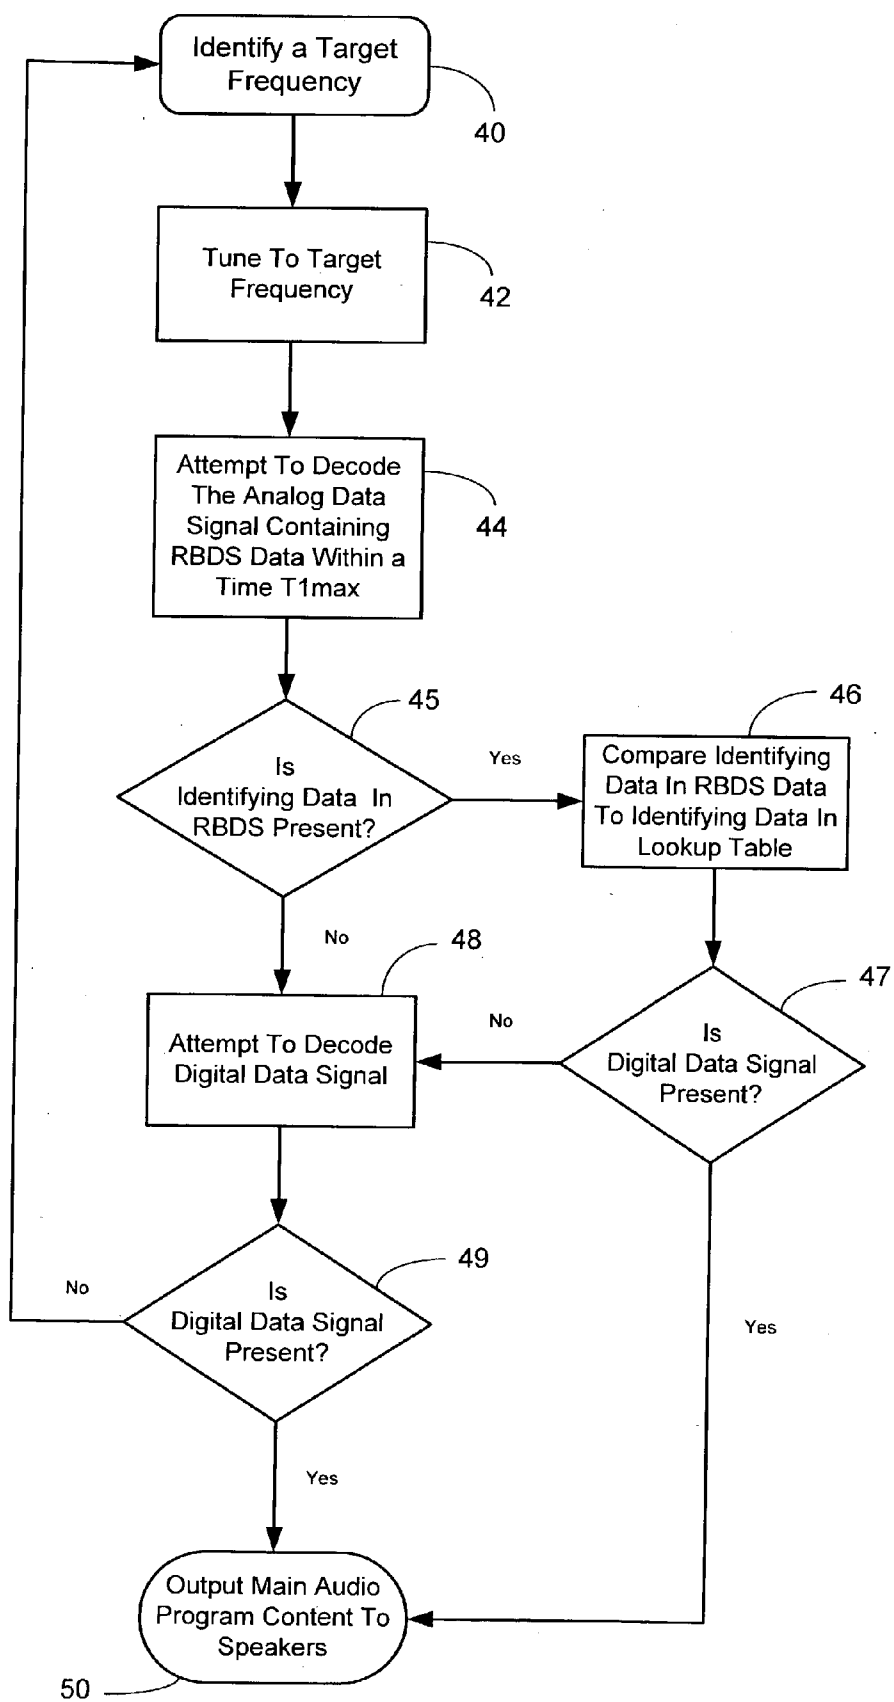 Identify a Target
Frequency
40
Tune To Target
Frequency
42
Attempt To Decode
The Analog Data
Signal Containing
RBDS Data Within a
Time T1max
44
45
Is
Identifying Data In
RBDS Present?
Yes
46
Compare Identifying
Data In RBDS Data
To Identifying Data In
Lookup Table
No
48
Attempt To Decode
Digital Data Signal
No
47
Is
Digital Data Signal
Present?
49
Is
Digital Data Signal
Present?
No
Yes
Yes
Output Main Audio
Program Content To
Speakers
50